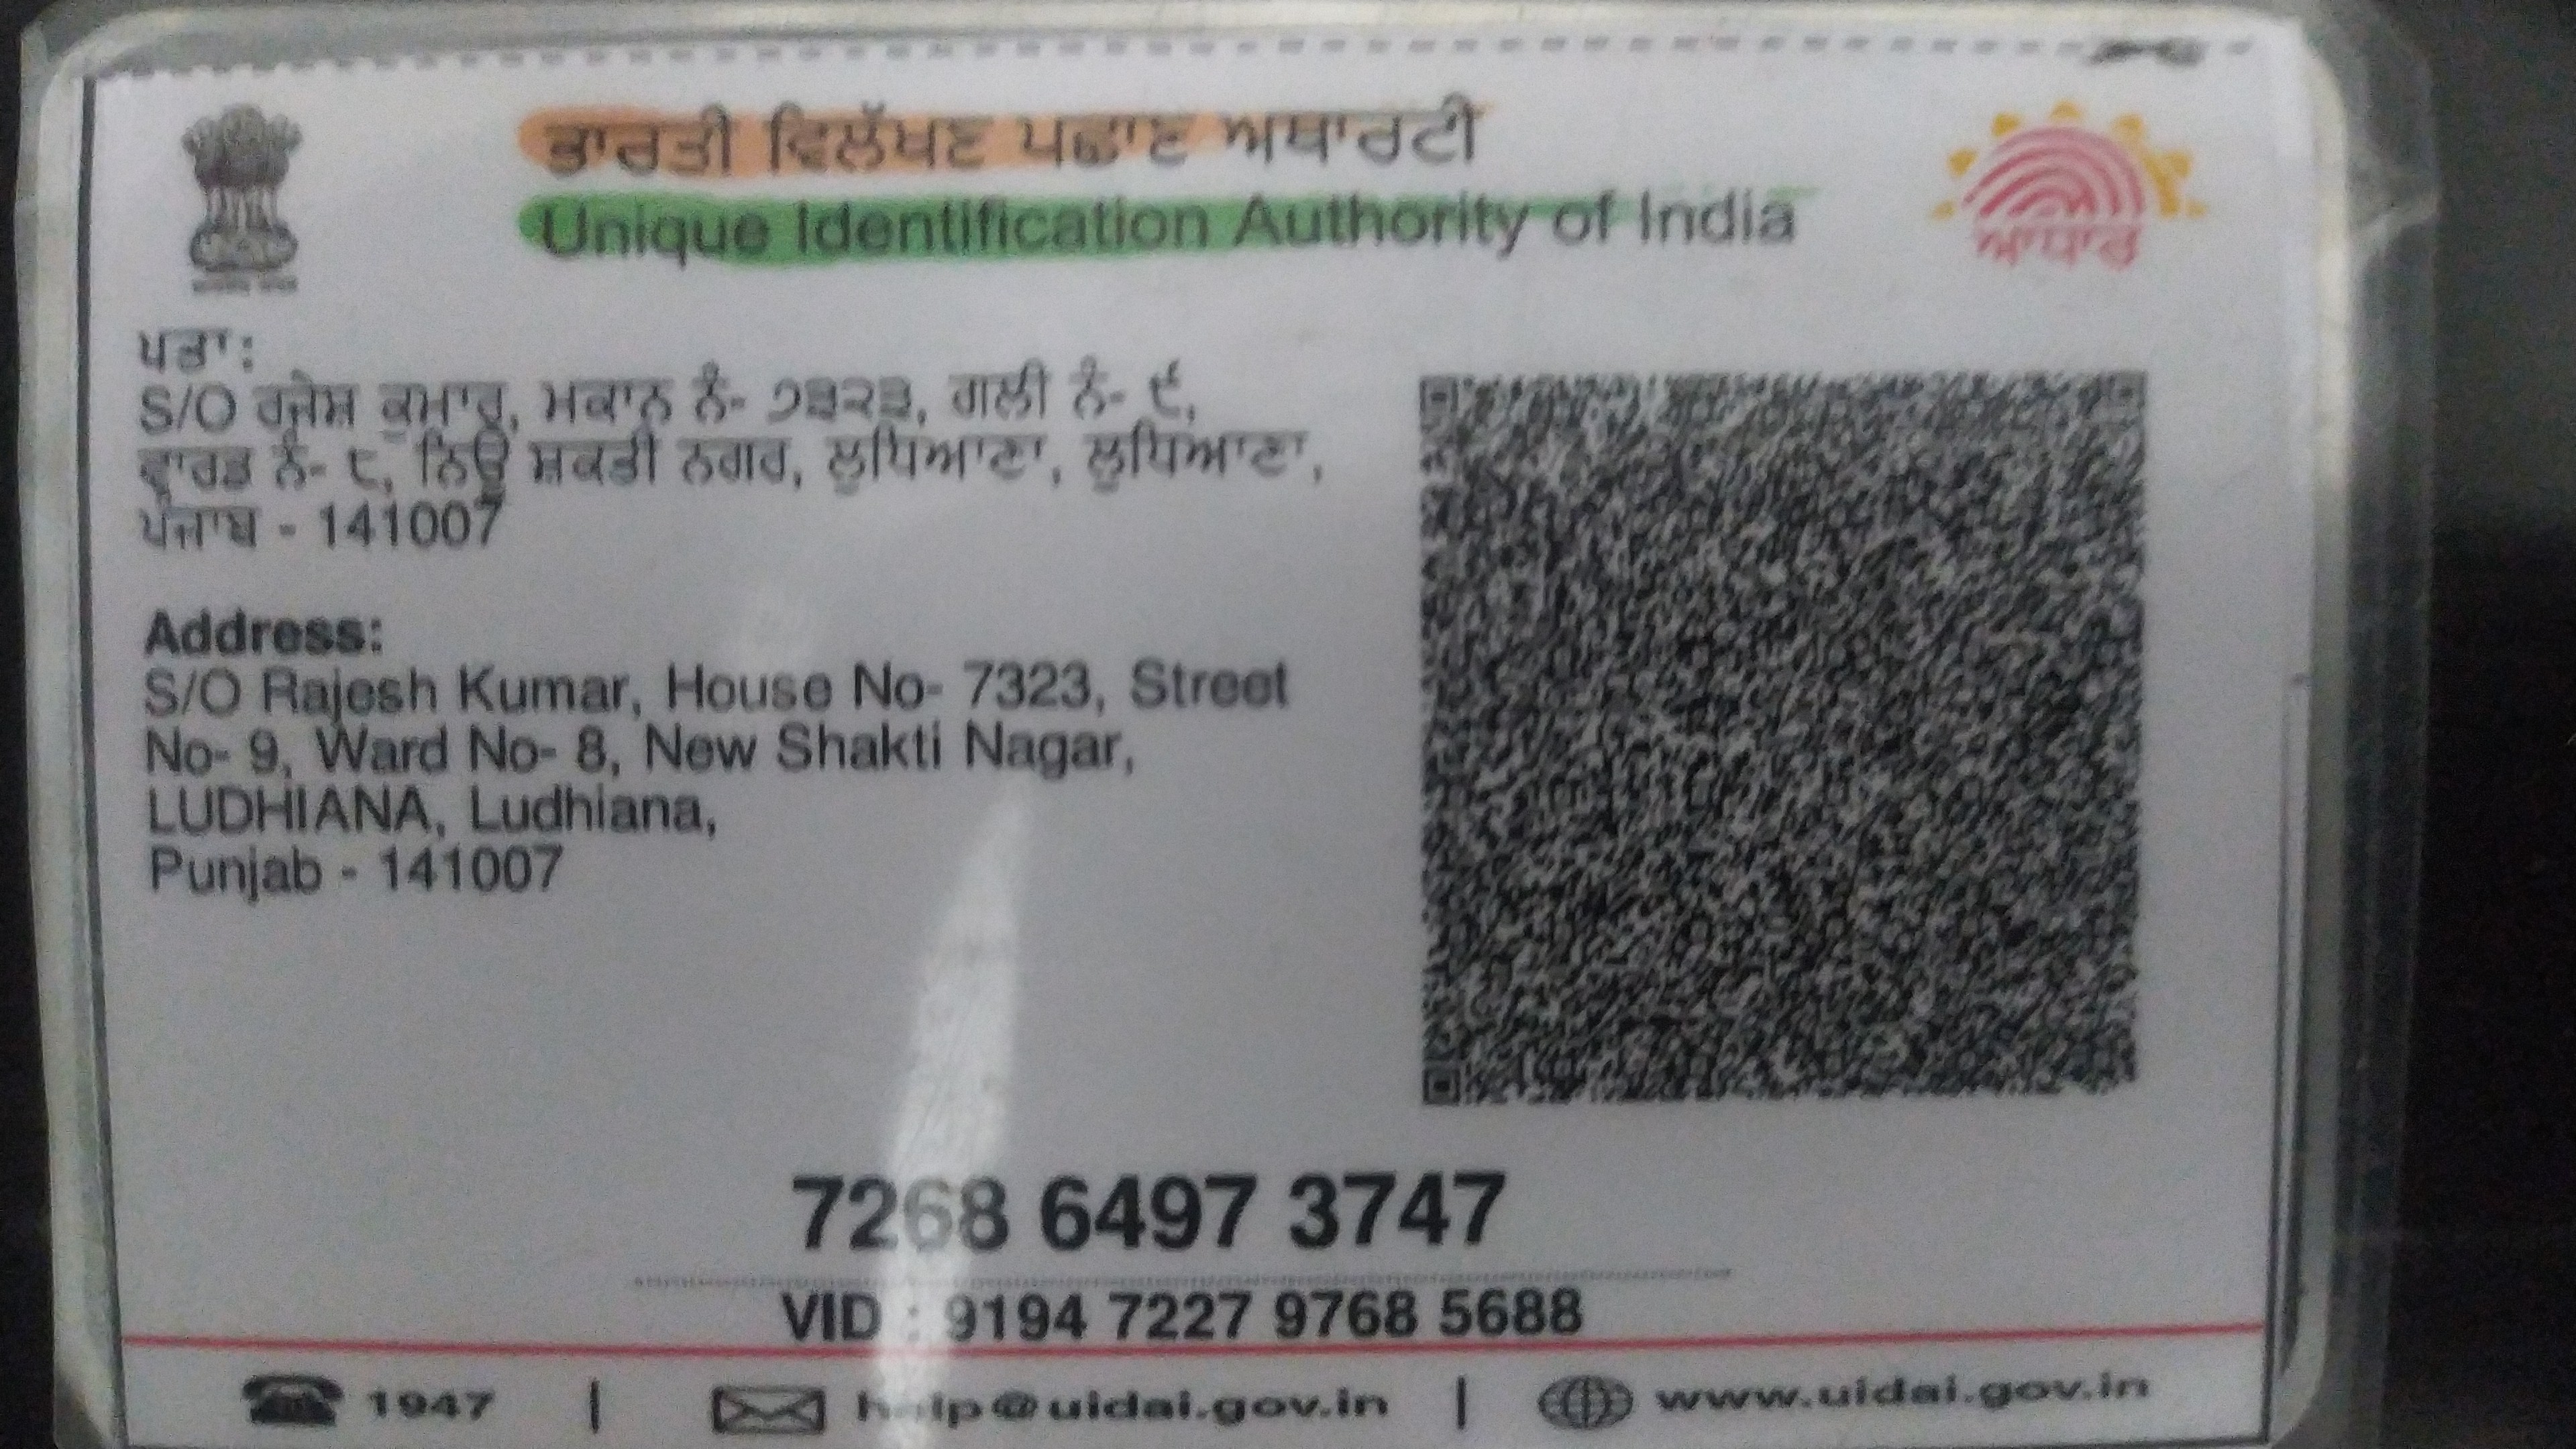 ਭਾਰਤੀ ਵਿਲੱਖਣ ਪਛਾਣ ਅਥਾਰਟੀ
Unique Identification Authority of India
ਪਤਾ:
S/O ਰਾਜੇਸ਼ ਕੁਮਾਰ, ਮਕਾਨ ਨੰ- ੭੩੨੩, ਗਲੀ ਨੰ- ੯,
ਵਾਰਡ ਨੰ- ੮, ਨਿਊ ਸ਼ਕਤੀ ਨਗਰ, ਲੁਧਿਆਣਾ, ਲੁਧਿਆਣਾ,
ਪੰਜਾਬ - 141007
Address:
S/O Rajesh Kumar, House No- 7323, Street
No- 9, Ward No- 8, New Shakti Nagar,
LUDHIANA, Ludhiana,
Punjab - 141007
ਆਧਾਰ
7268 6497 3747
VID : 9194 7227 9768 5688
1947 | help@uidai.gov.in | www.uidai.gov.in